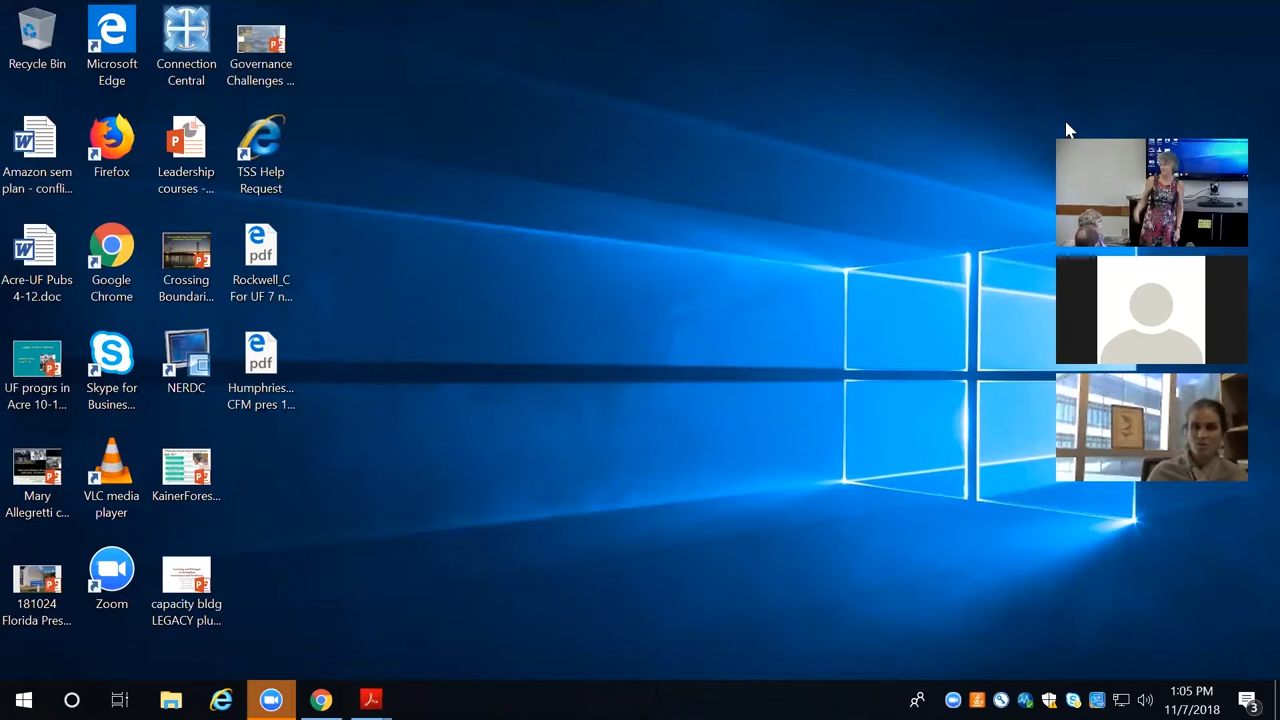 Recycle Bin
Microsoft
Edge
Connection
Central
Governance
Challenges ...
Amazon sem
plan - confli...
Firefox
Leadership
courses -...
TSS Help
Request
Acre-UF Pubs
4-12.doc
Google
Chrome
Crossing
Boundari...
pdf
Rockwell_C
For UF 7 n...
UF progrs in
Acre 10-1...
Skype for
Busines...
NERDC
pdf
Humphries...
CFM pres 1...
Mary
Allegretti c...
VLC media
player
KainerFores...
181024
Florida Pres...
Zoom
capacity bldg
LEGACY plu...
1:05 PM
11/7/2018
3